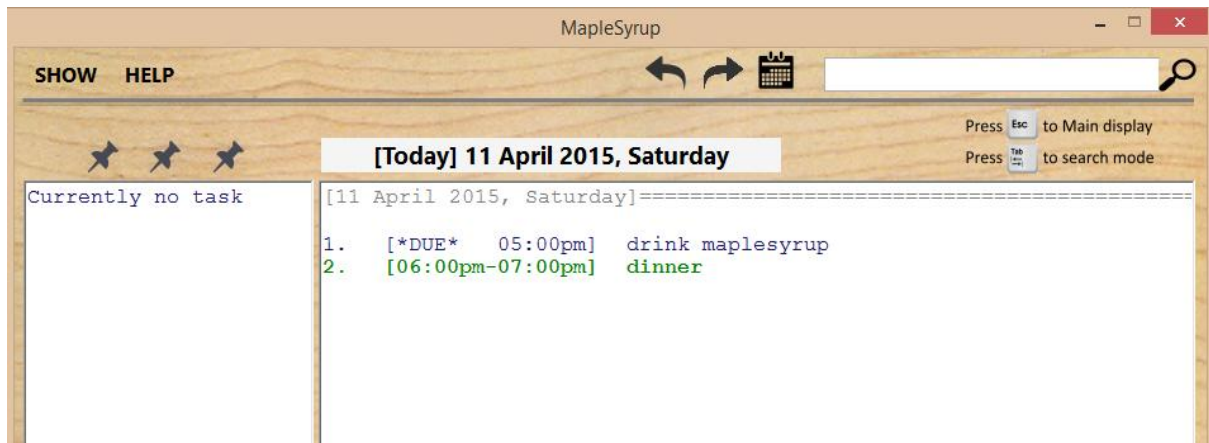 MapleSyrup
SHOW HELP
Press Esc to Main display
[Today] 11 April 2015, Saturday
Press Tab to search mode
Currently no task
[11 April 2015, Saturday]============================================
1. [*DUE* 05:00pm] drink maplesyrup
2. [06:00pm-07:00pm] dinner